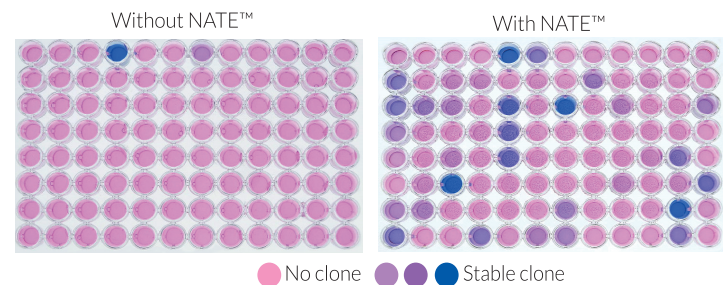 Without NATE™
With NATE™
No clone
Stable clone